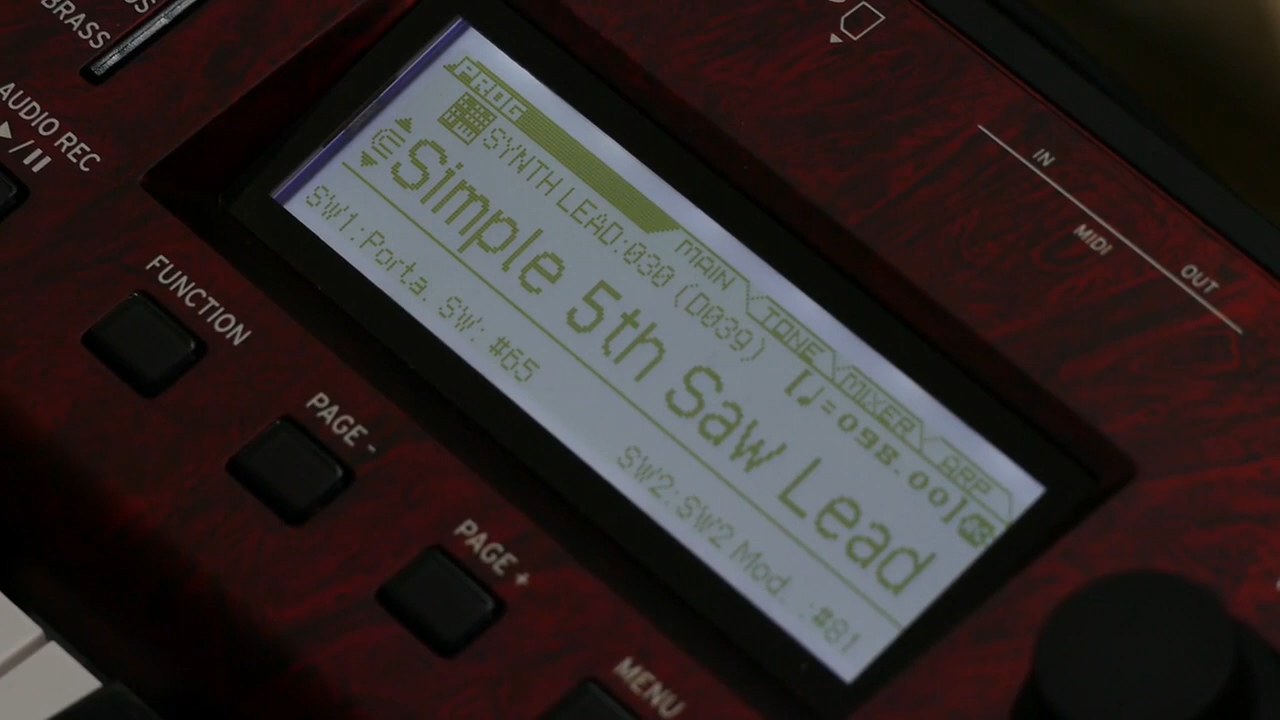 BRASS
AUDIO REC
▶/II
FUNCTION
PAGE -
PAGE +
MENU
PROG MAIN TONE MIXER ARP
SYNTH LEAD:030 (D039) [♩=098.00]
Simple 5th Saw Lead
SW1:Porta. SW: #65
SW2:SW2 Mod .:#81
IN
MIDI
OUT